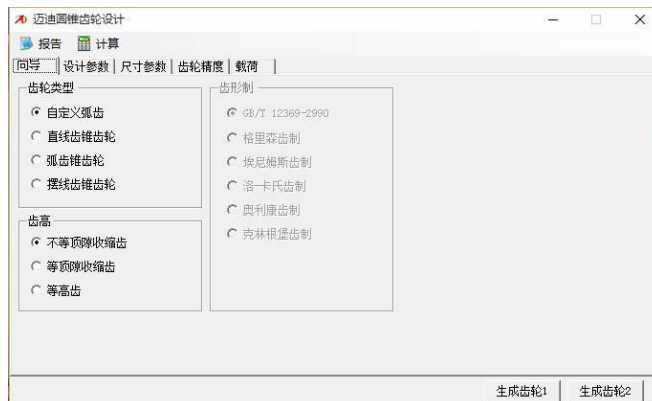 迈迪圆锥齿轮设计
报告 计算
向导 设计参数 尺寸参数 齿轮精度 载荷
齿轮类型
自定义弧齿
直线齿锥齿轮
弧齿锥齿轮
摆线齿锥齿轮
齿高
不等顶隙收缩齿
等顶隙收缩齿
等高齿
齿形制
GB/T 12369-2990
格里森齿制
埃尼姆斯齿制
洛-卡氏齿制
奥利康齿制
克林根堡齿制
生成齿轮1 生成齿轮2